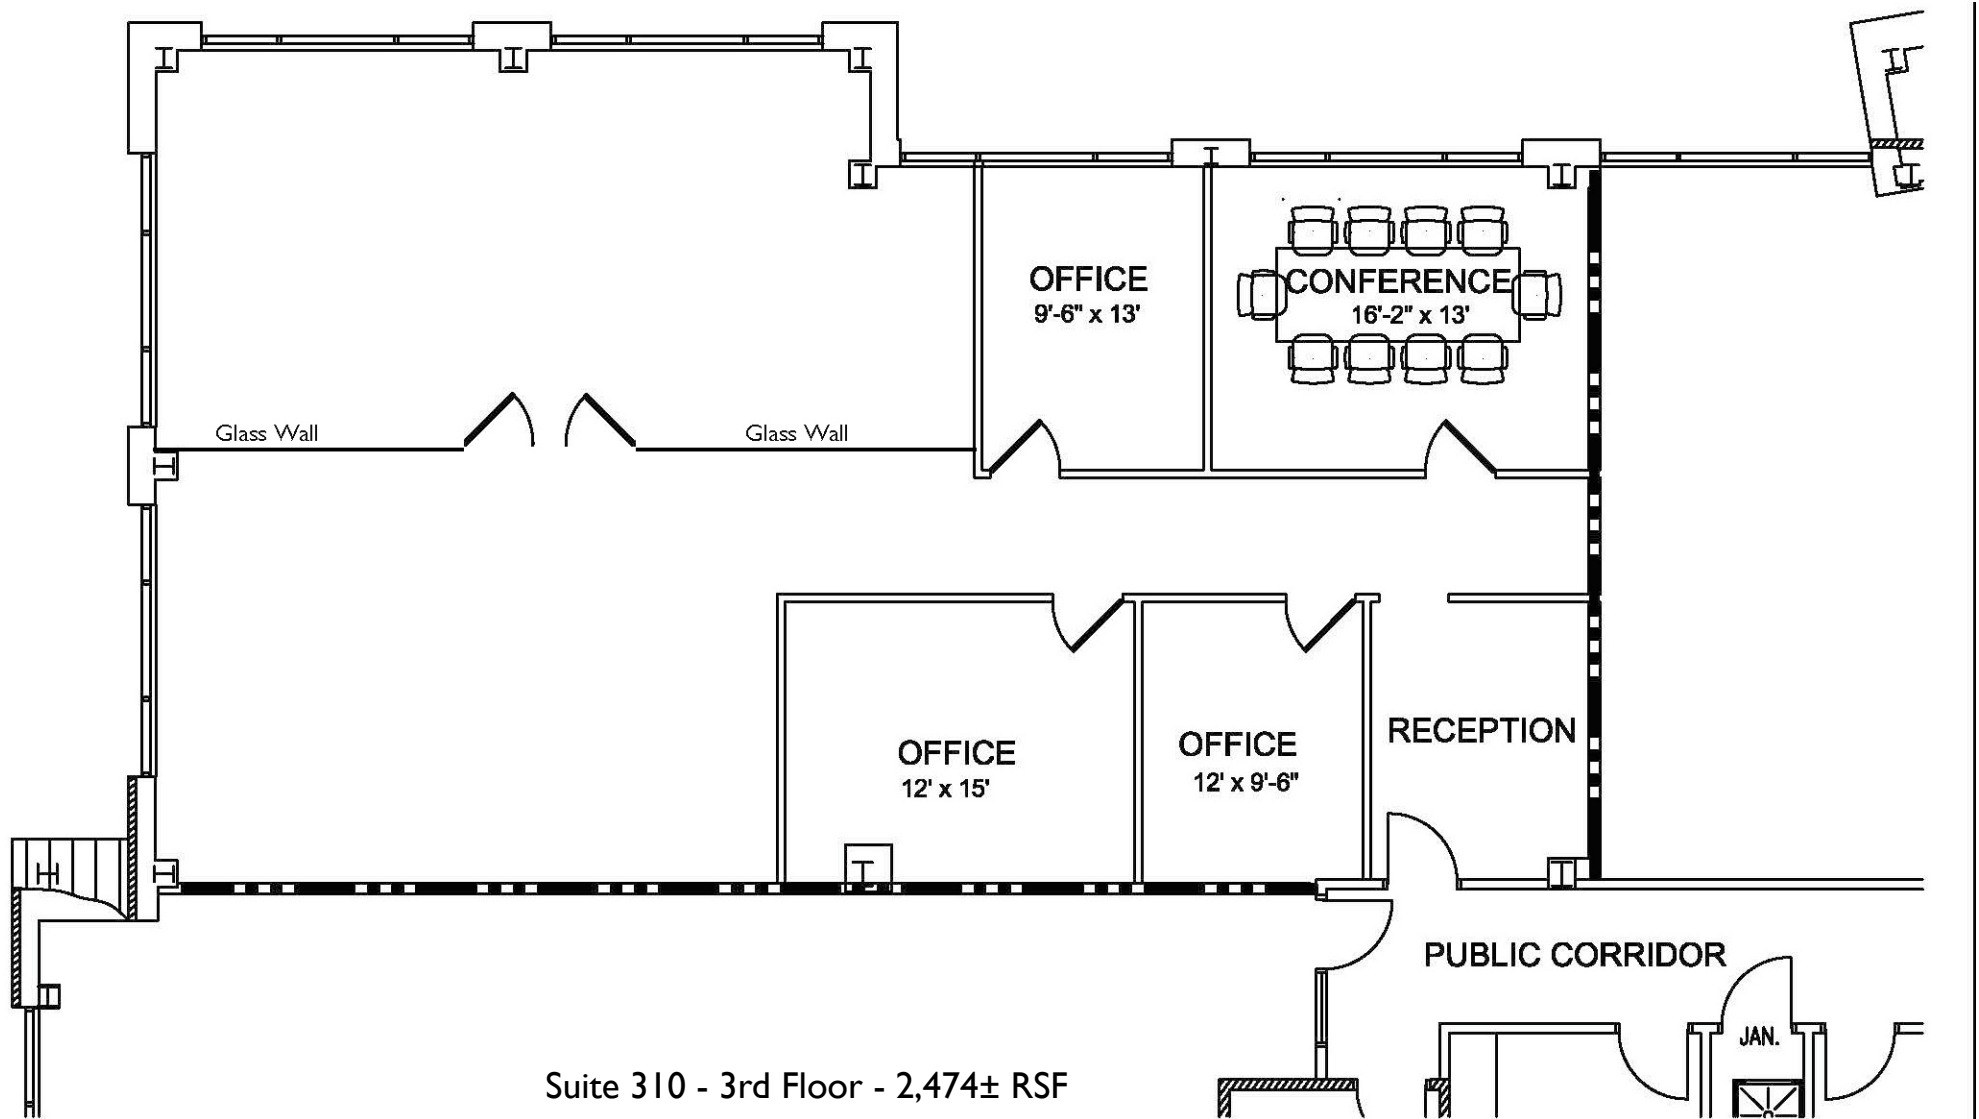 OFFICE
9'-6" x 13'
CONFERENCE
16'-2" x 13'
Glass Wall
Glass Wall
OFFICE
12' x 15'
OFFICE
12' x 9'-6"
RECEPTION
PUBLIC CORRIDOR
JAN.
Suite 310 - 3rd Floor - 2,474± RSF